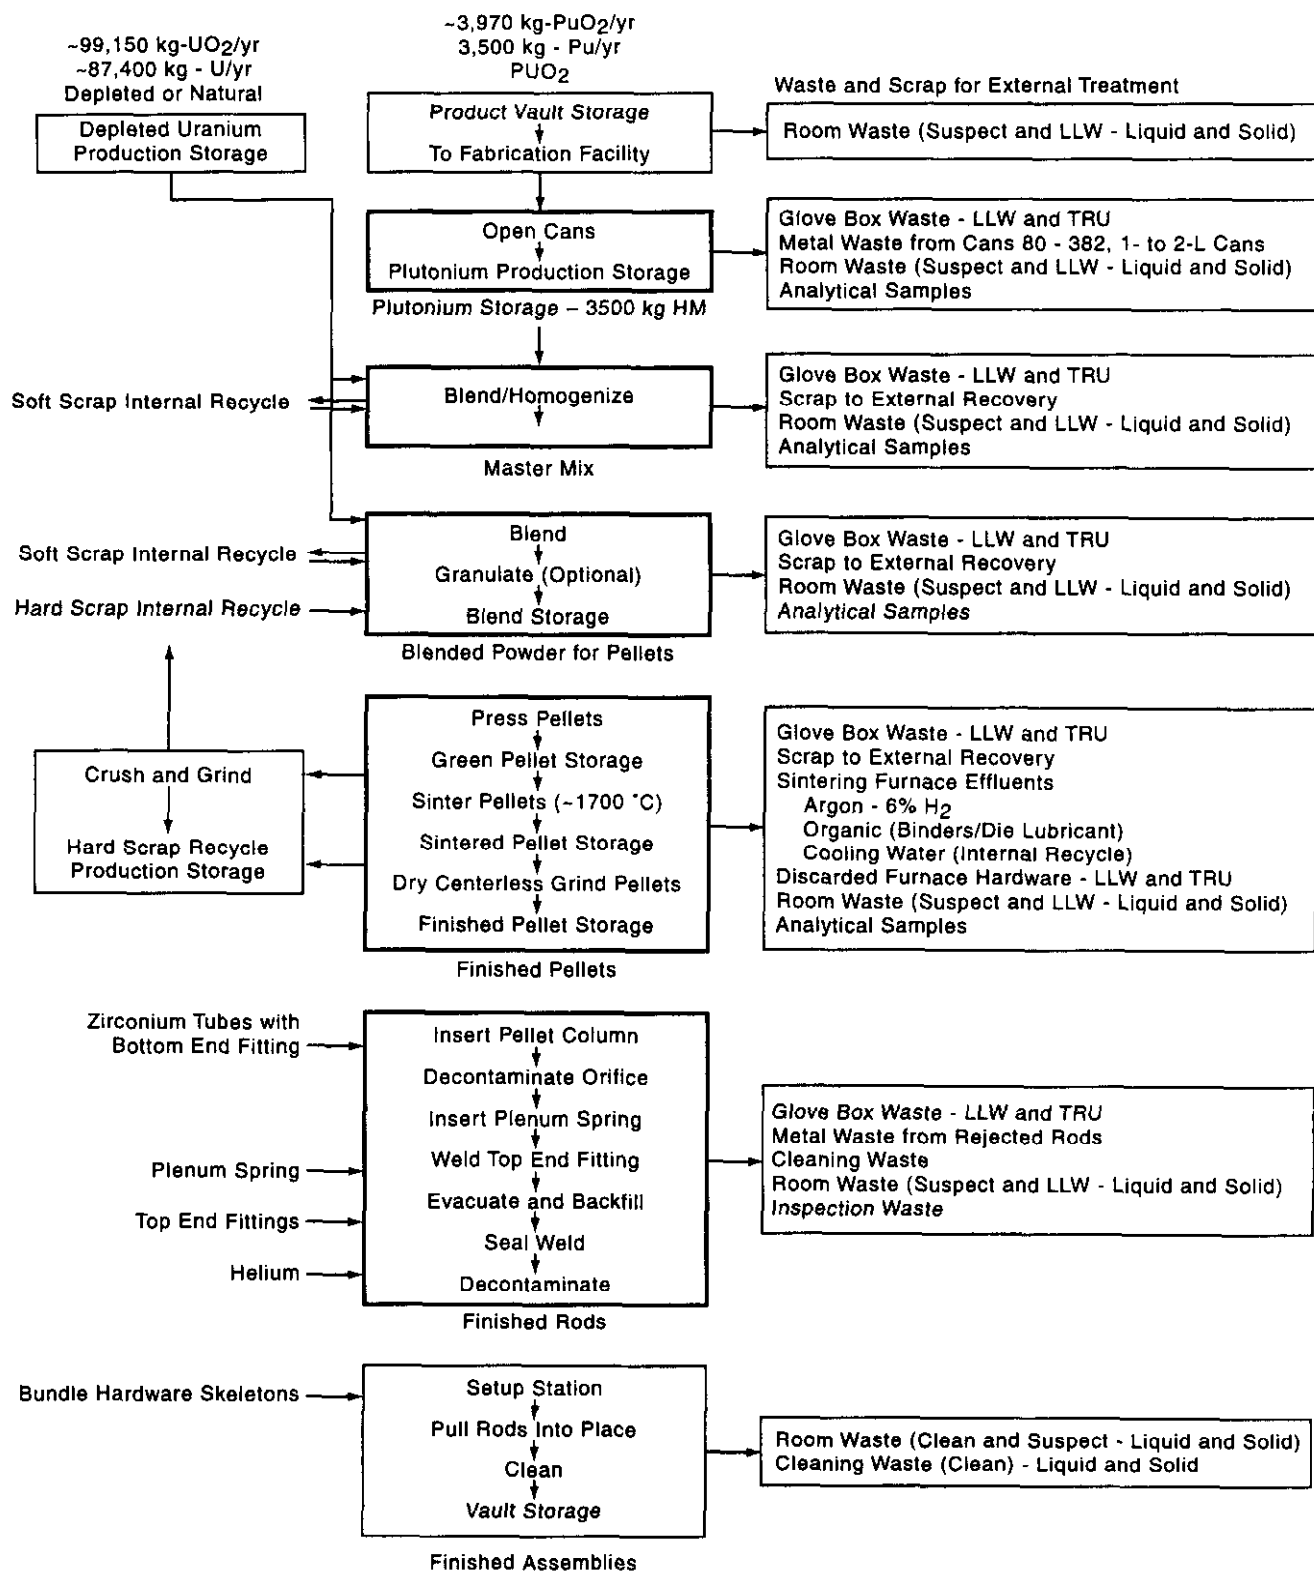 ~99,150 kg-UO2/yr
~87,400 kg - U/yr
Depleted or Natural
Depleted Uranium
Production Storage
~3,970 kg-PuO2/yr
3,500 kg - Pu/yr
PUO2
Product Vault Storage
To Fabrication Facility
Waste and Scrap for External Treatment
Room Waste (Suspect and LLW - Liquid and Solid)
Open Cans
Plutonium Production Storage
Plutonium Storage – 3500 kg HM
Glove Box Waste - LLW and TRU
Metal Waste from Cans 80 - 382, 1- to 2-L Cans
Room Waste (Suspect and LLW - Liquid and Solid)
Analytical Samples
Soft Scrap Internal Recycle
Blend/Homogenize
Master Mix
Glove Box Waste - LLW and TRU
Scrap to External Recovery
Room Waste (Suspect and LLW - Liquid and Solid)
Analytical Samples
Soft Scrap Internal Recycle
Hard Scrap Internal Recycle
Blend
Granulate (Optional)
Blend Storage
Blended Powder for Pellets
Glove Box Waste - LLW and TRU
Scrap to External Recovery
Room Waste (Suspect and LLW - Liquid and Solid)
Analytical Samples
Crush and Grind
Hard Scrap Recycle
Production Storage
Press Pellets
Green Pellet Storage
Sinter Pellets (~1700 °C)
Sintered Pellet Storage
Dry Centerless Grind Pellets
Finished Pellet Storage
Finished Pellets
Glove Box Waste - LLW and TRU
Scrap to External Recovery
Sintering Furnace Effluents
Argon - 6% H2
Organic (Binders/Die Lubricant)
Cooling Water (Internal Recycle)
Discarded Furnace Hardware - LLW and TRU
Room Waste (Suspect and LLW - Liquid and Solid)
Analytical Samples
Zirconium Tubes with
Bottom End Fitting
Plenum Spring
Top End Fittings
Helium
Insert Pellet Column
Decontaminate Orifice
Insert Plenum Spring
Weld Top End Fitting
Evacuate and Backfill
Seal Weld
Decontaminate
Finished Rods
Glove Box Waste - LLW and TRU
Metal Waste from Rejected Rods
Cleaning Waste
Room Waste (Suspect and LLW - Liquid and Solid)
Inspection Waste
Bundle Hardware Skeletons
Setup Station
Pull Rods Into Place
Clean
Vault Storage
Finished Assemblies
Room Waste (Clean and Suspect - Liquid and Solid)
Cleaning Waste (Clean) - Liquid and Solid